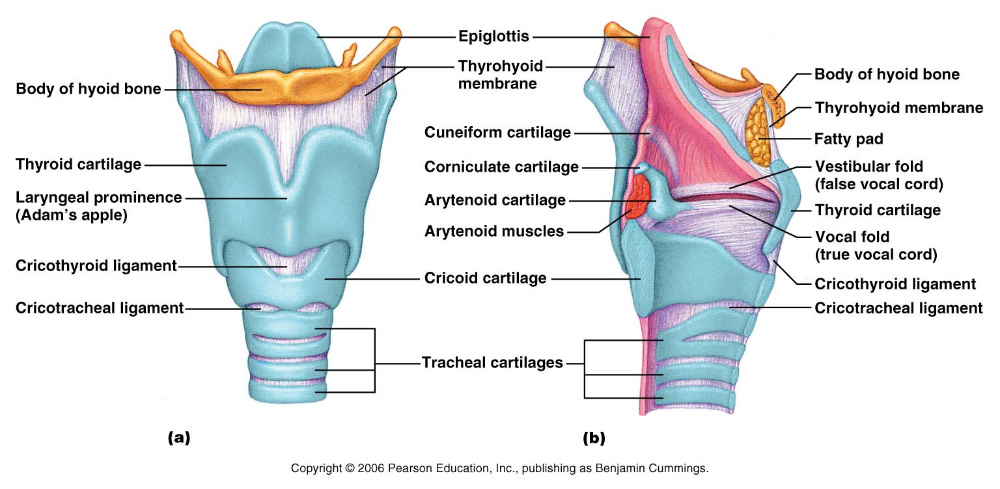 Epiglottis
Thyrohyoid
membrane
Body of hyoid bone
Thyroid cartilage
Laryngeal prominence
(Adam's apple)
Cricothyroid ligament
Cricotracheal ligament
Cuneiform cartilage
Corniculate cartilage
Arytenoid cartilage
Arytenoid muscles
Cricoid cartilage
Tracheal cartilages
Body of hyoid bone
Thyrohyoid membrane
Fatty pad
Vestibular fold
(false vocal cord)
Thyroid cartilage
Vocal fold
(true vocal cord)
Cricothyroid ligament
Cricotracheal ligament
(a)
(b)
Copyright © 2006 Pearson Education, Inc., publishing as Benjamin Cummings.